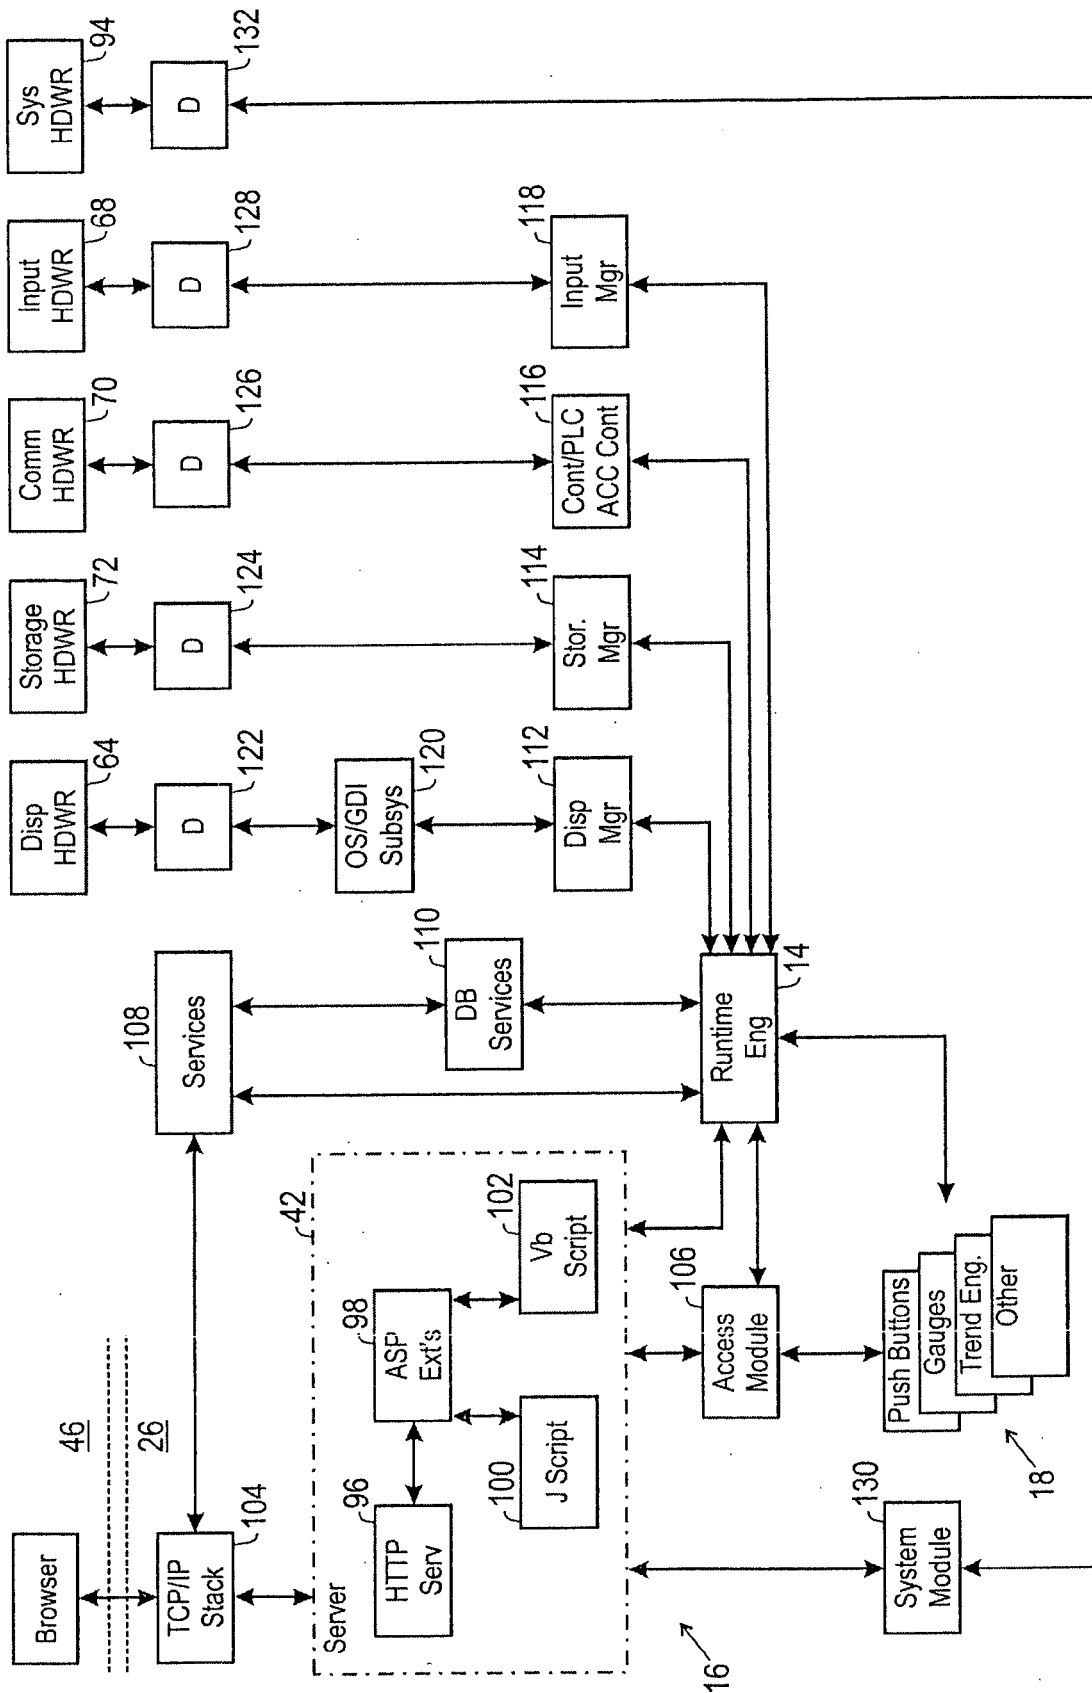 Browser
46
26
TCP/IP
Stack
104
Services
108
Disp
HDWR
64
Storage
HDWR
72
Comm
HDWR
70
Input
HDWR
68
Sys
HDWR
94
D
122
D
124
D
126
D
128
D
132
Server
42
HTTP
Serv
96
ASP
Ext's
98
J Script
100
Vb
Script
102
DB
Services
110
OS/GDI
Subsys
120
Disp
Mgr
112
Stor.
Mgr
114
Cont/PLC
ACC Cont
116
Input
Mgr
118
16
Access
Module
106
Runtime
Eng
14
System
Module
130
Push Buttons
Gauges
Trend Eng.
Other
18